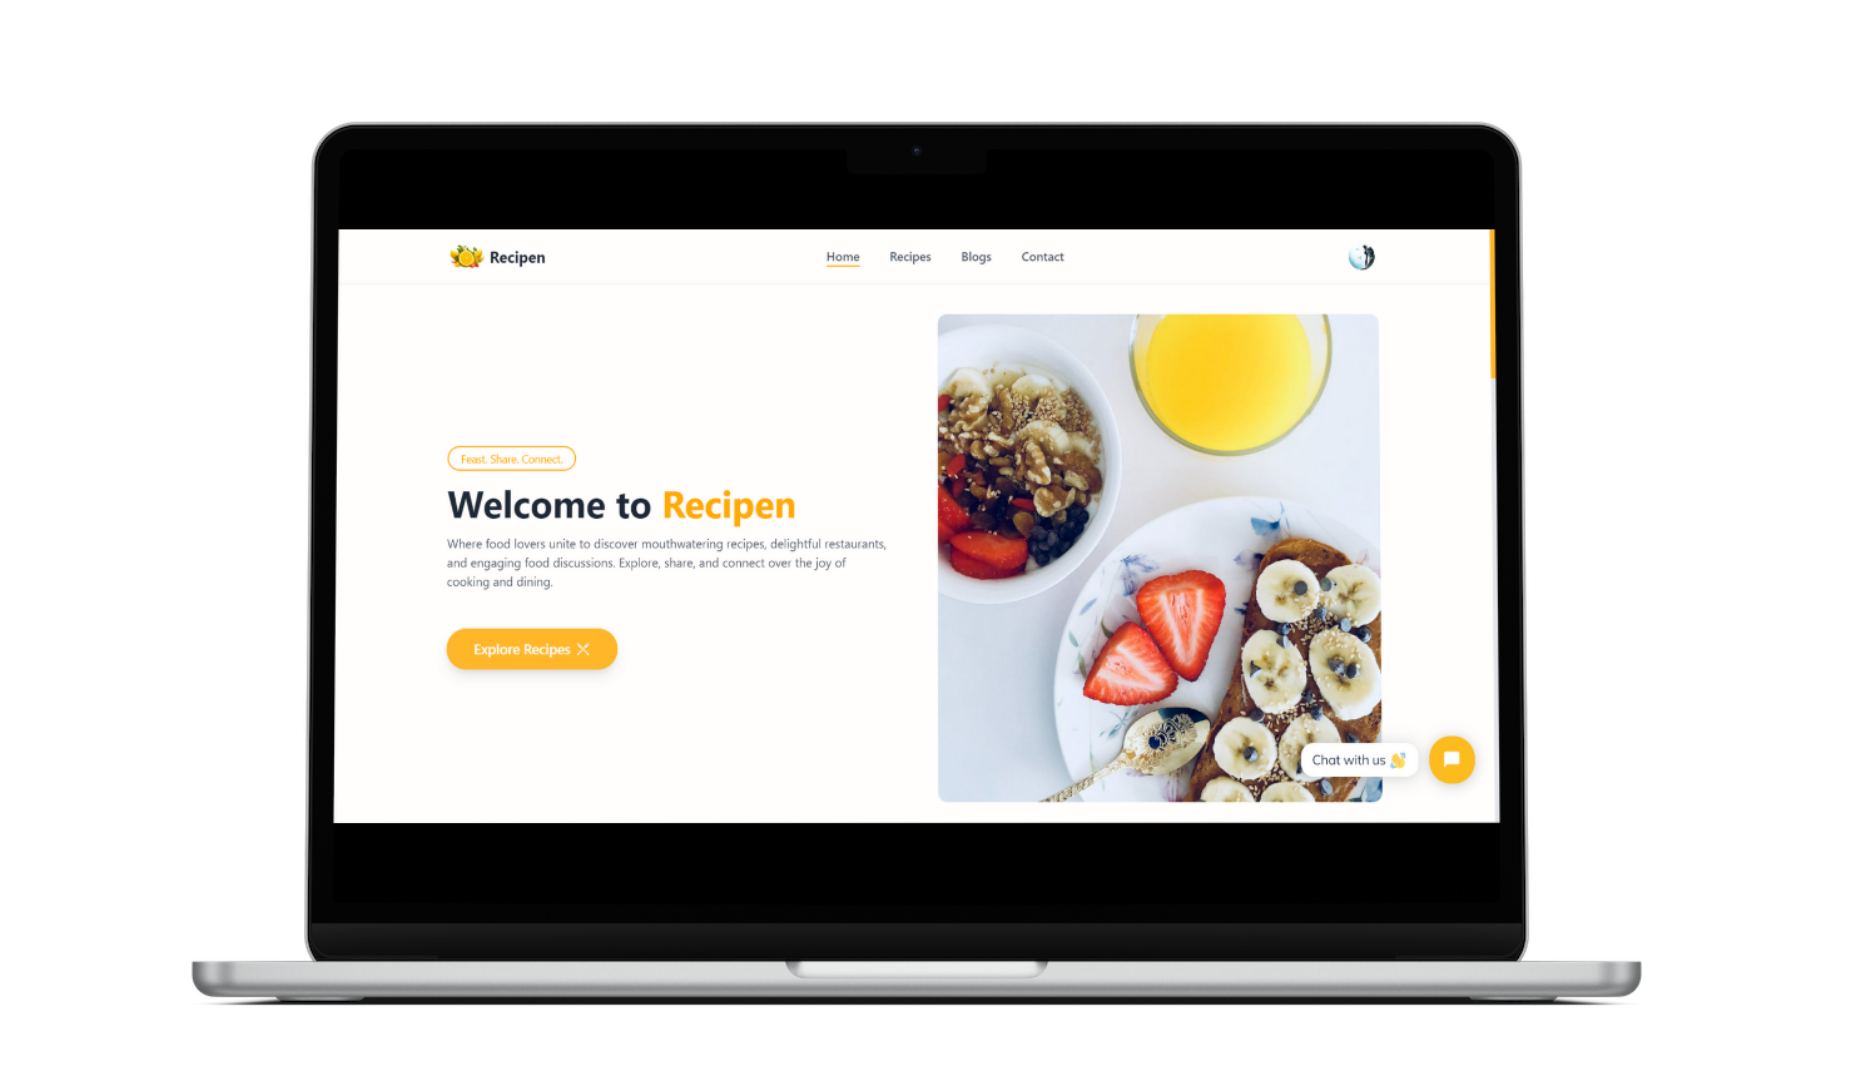 Recipen
Home
Recipes
Blogs
Contact
Feast. Share. Connect.
Welcome to Recipen
Where food lovers unite to discover mouthwatering recipes, delightful restaurants,
and engaging food discussions. Explore, share, and connect over the joy of
cooking and dining.
Explore Recipes
Chat with us 👋